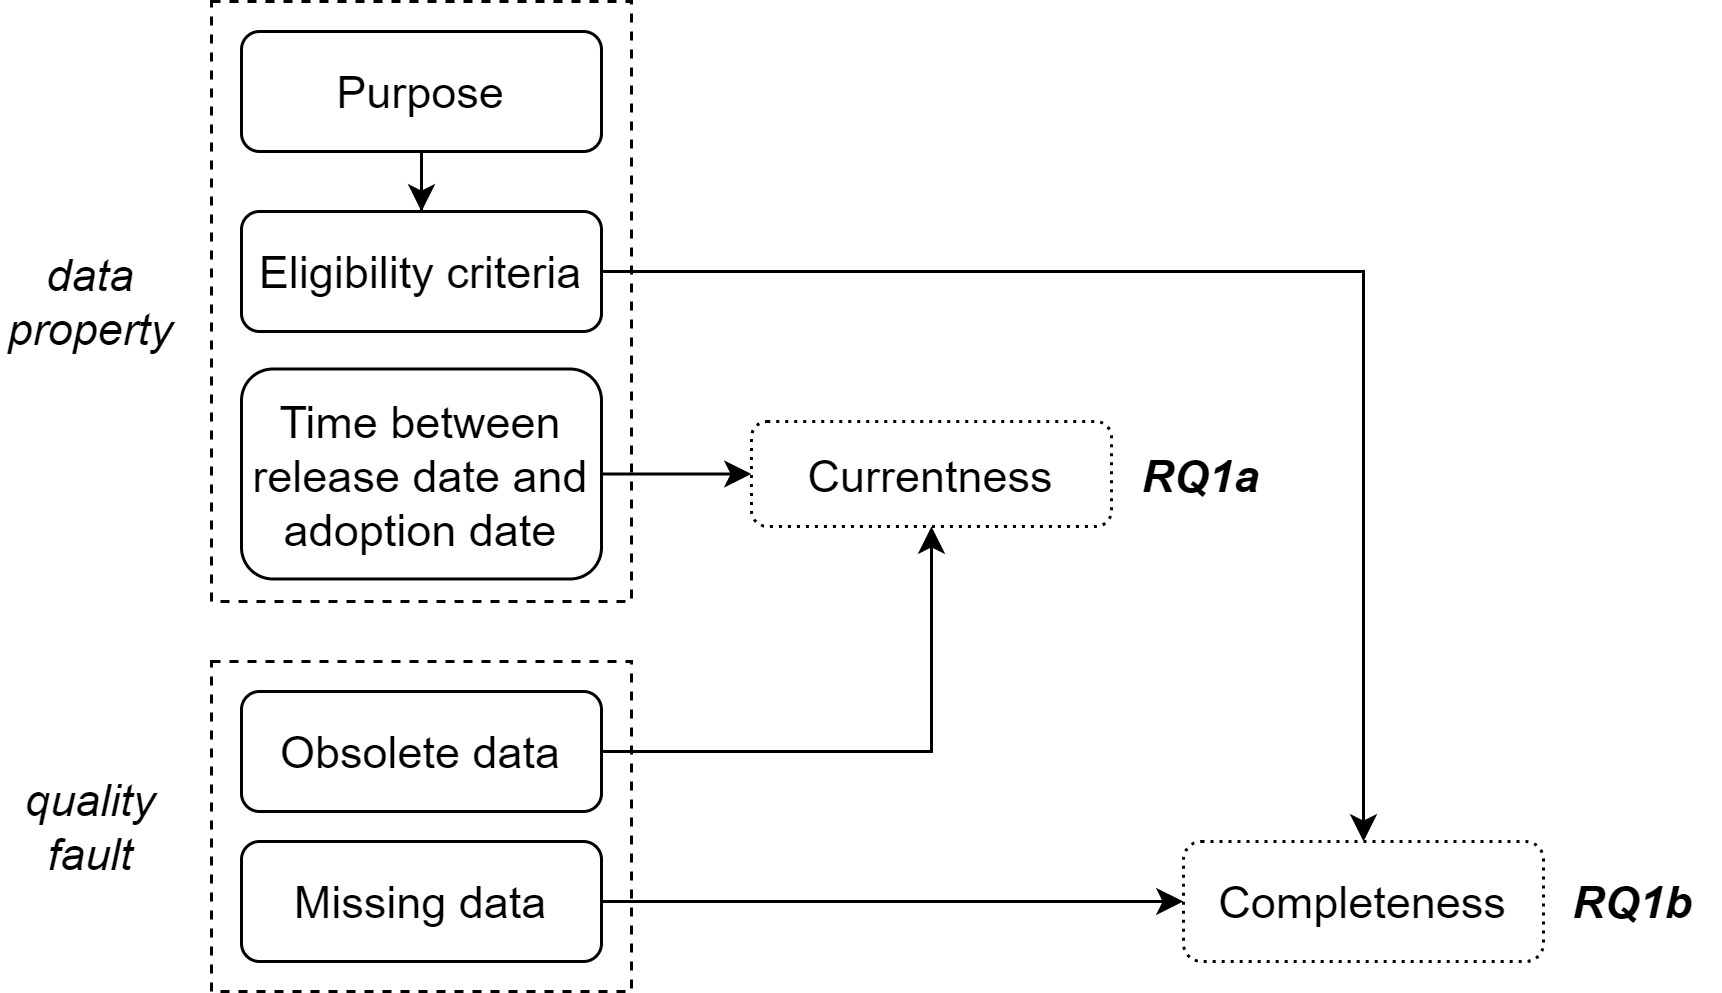 Purpose
Eligibility criteria
data
property
Time between
release date and
adoption date
Currentness
RQ1a
Obsolete data
quality
fault
Missing data
Completeness
RQ1b